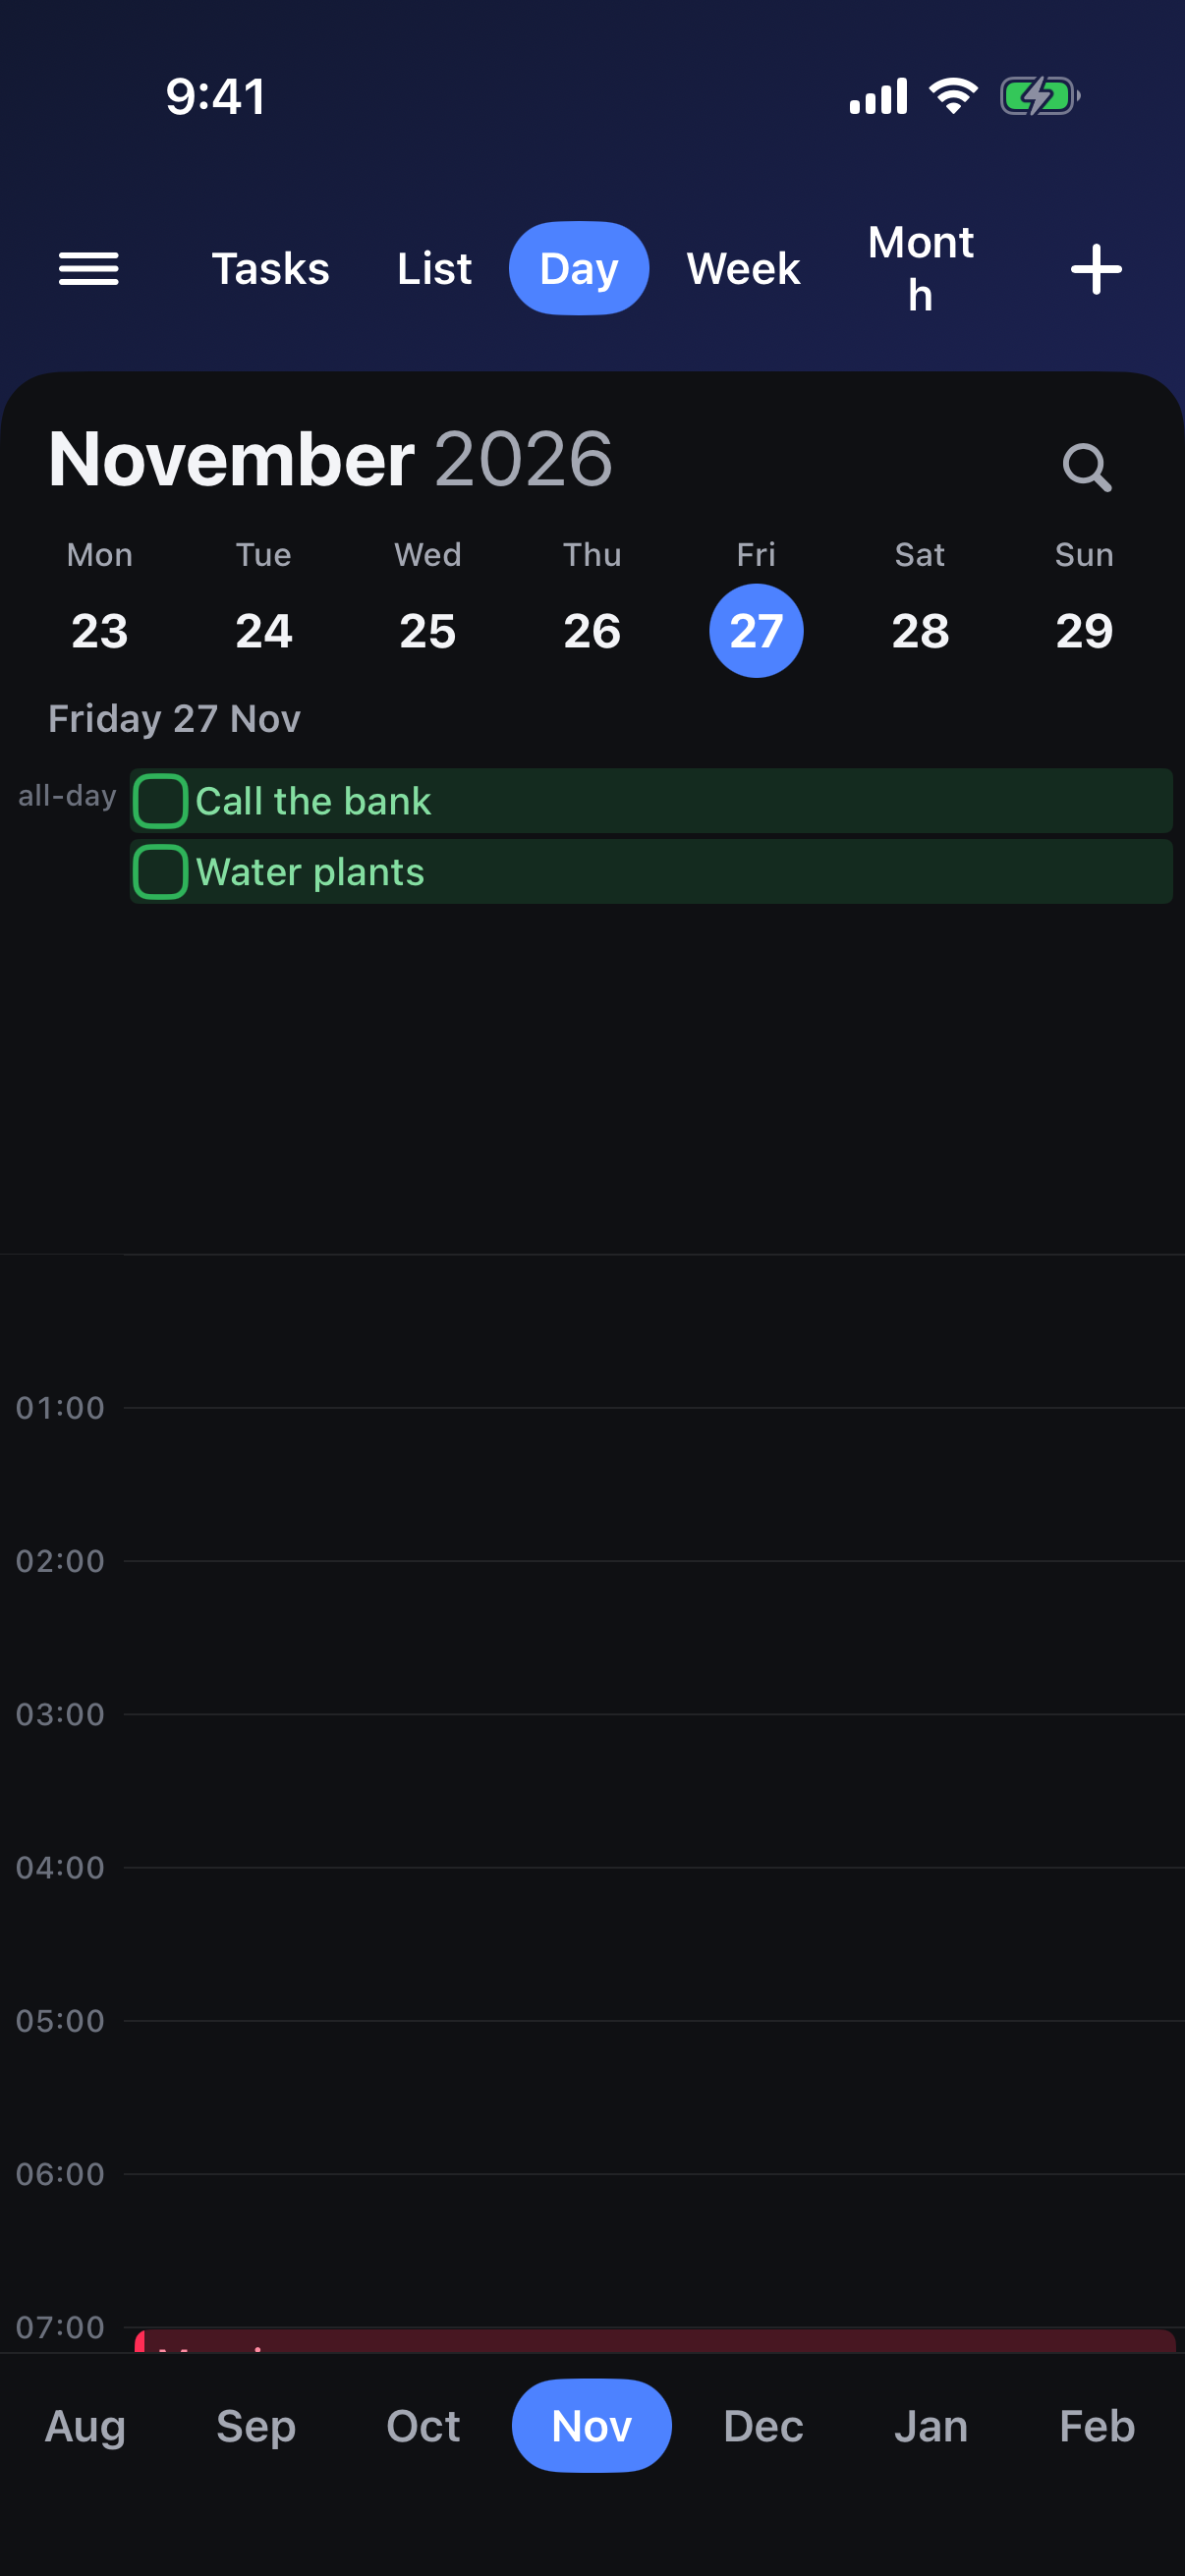 9:41
Tasks List Day Week Mont
h
November 2026
Mon Tue Wed Thu Fri Sat Sun
23 24 25 26 27 28 29
Friday 27 Nov
all-day Call the bank
Water plants
01:00
02:00
03:00
04:00
05:00
06:00
07:00
Aug Sep Oct Nov Dec Jan Feb